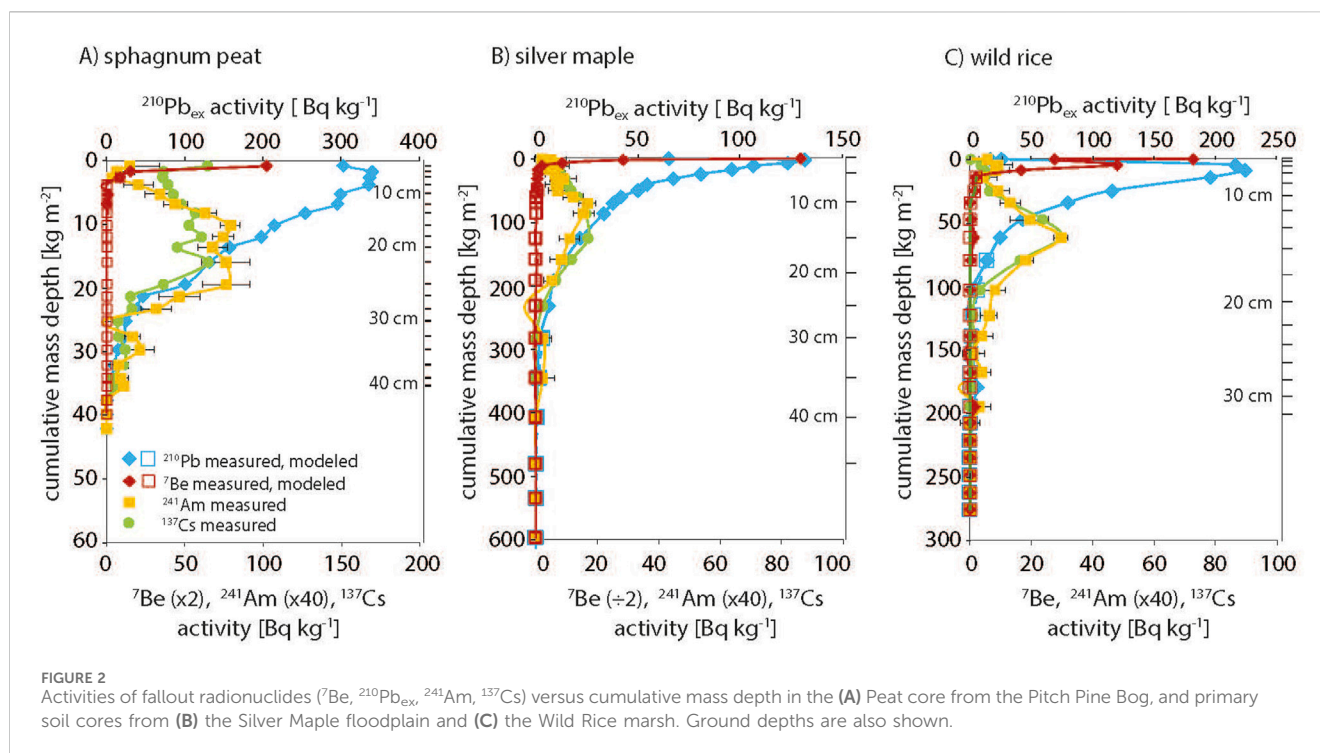 A) sphagnum peat
²¹⁰Pbₑₓ activity [ Bq kg⁻¹]
0 100 200 300 400
0
10
20
30
40
50
60
10 cm
20 cm
30 cm
40 cm
cumulative mass depth [kg m⁻²]
²¹⁰Pb measured, modeled
⁷Be measured, modeled
²⁴¹Am measured
¹³⁷Cs measured
0 50 100 150 200
⁷Be (x2), ²⁴¹Am (x40), ¹³⁷Cs
activity [Bq kg⁻¹]
B) silver maple
²¹⁰Pbₑₓ activity [ Bq kg⁻¹]
0 50 100 150
0
100
200
300
400
500
600
10 cm
20 cm
30 cm
40 cm
cumulative mass depth [kg m⁻²]
0 20 40 60 80 100
⁷Be (÷2), ²⁴¹Am (x40), ¹³⁷Cs
activity [Bq kg⁻¹]
C) wild rice
²¹⁰Pbₑₓ activity [ Bq kg⁻¹]
0 50 100 150 200 250
0
50
100
150
200
250
300
10 cm
20 cm
30 cm
cumulative mass depth [kg m⁻²]
0 20 40 60 80 100
⁷Be, ²⁴¹Am (x40), ¹³⁷Cs
activity [Bq kg⁻¹]
FIGURE 2
Activities of fallout radionuclides (⁷Be, ²¹⁰Pbₑₓ, ²⁴¹Am, ¹³⁷Cs) versus cumulative mass depth in the (A) Peat core from the Pitch Pine Bog, and primary
soil cores from (B) the Silver Maple floodplain and (C) the Wild Rice marsh. Ground depths are also shown.